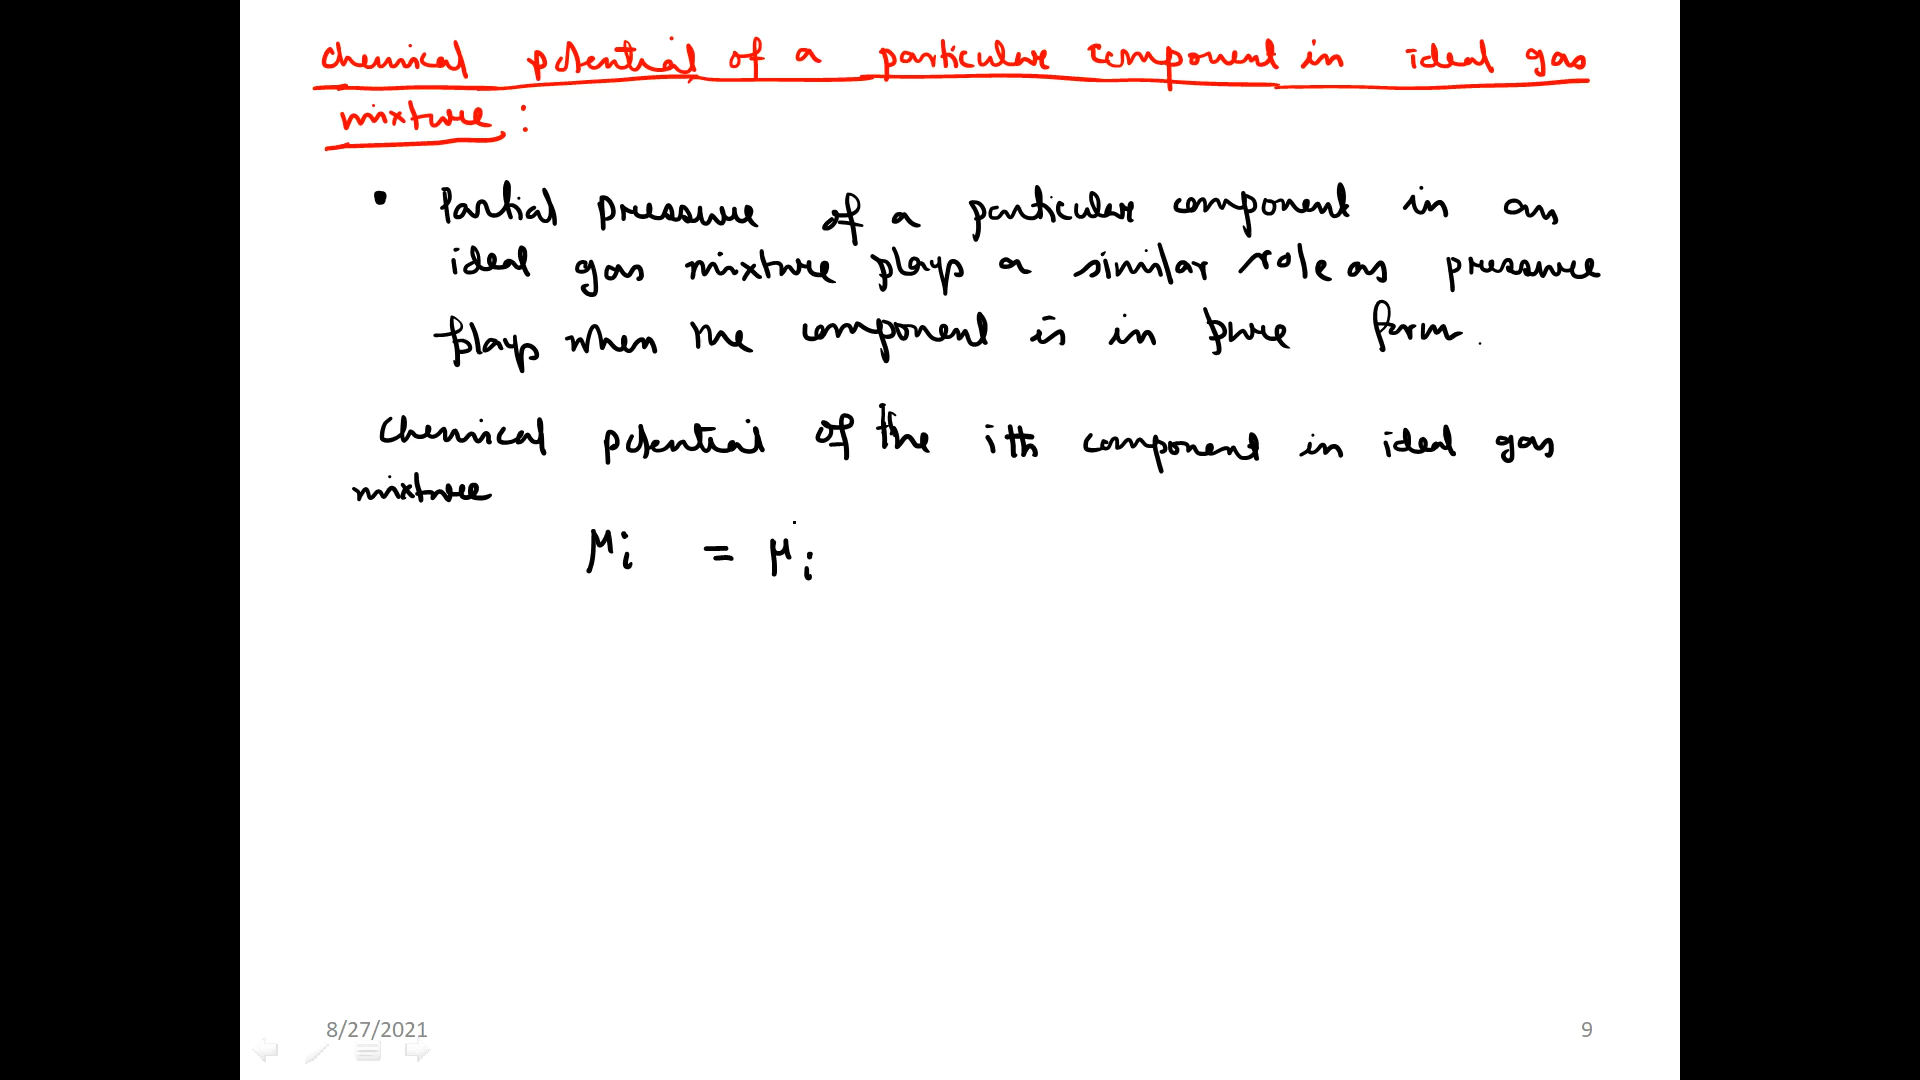 chemical potential of a particular component in ideal gas
mixture :
• Partial pressure of a particular component in an
ideal gas mixture plays a similar role as pressure
plays when the component is in pure form.
Chemical potential of the ith component in ideal gas
mixture
μi = μi
8/27/2021
9